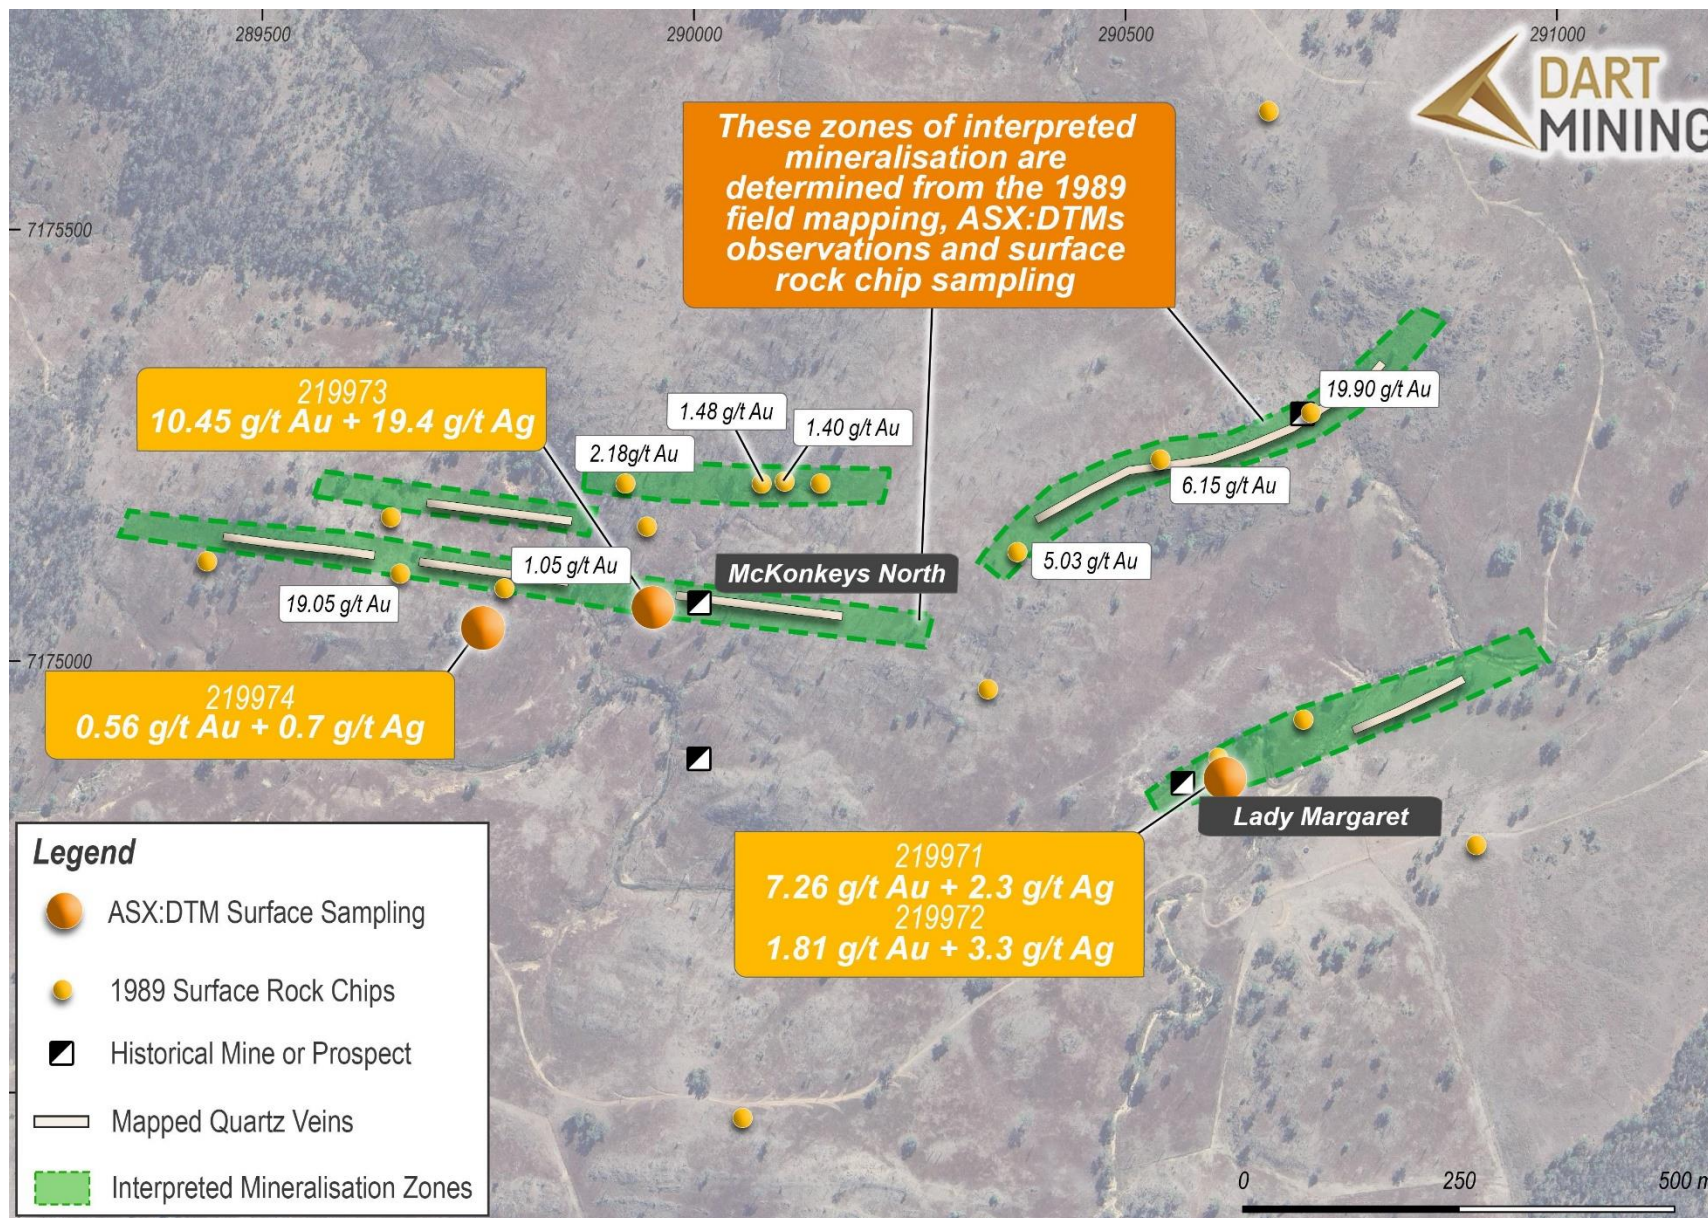 289500
290000
290500
291000
DART
MINING
These zones of interpreted
mineralisation are
determined from the 1989
field mapping, ASX:DTMs
observations and surface
rock chip sampling
7175500
219973
10.45 g/t Au + 19.4 g/t Ag
1.48 g/t Au
1.40 g/t Au
2.18g/t Au
19.90 g/t Au
6.15 g/t Au
5.03 g/t Au
1.05 g/t Au
19.05 g/t Au
McKonkeys North
7175000
219974
0.56 g/t Au + 0.7 g/t Ag
Lady Margaret
219971
7.26 g/t Au + 2.3 g/t Ag
219972
1.81 g/t Au + 3.3 g/t Ag
Legend
ASX:DTM Surface Sampling
1989 Surface Rock Chips
Historical Mine or Prospect
Mapped Quartz Veins
Interpreted Mineralisation Zones
0 250 500 m